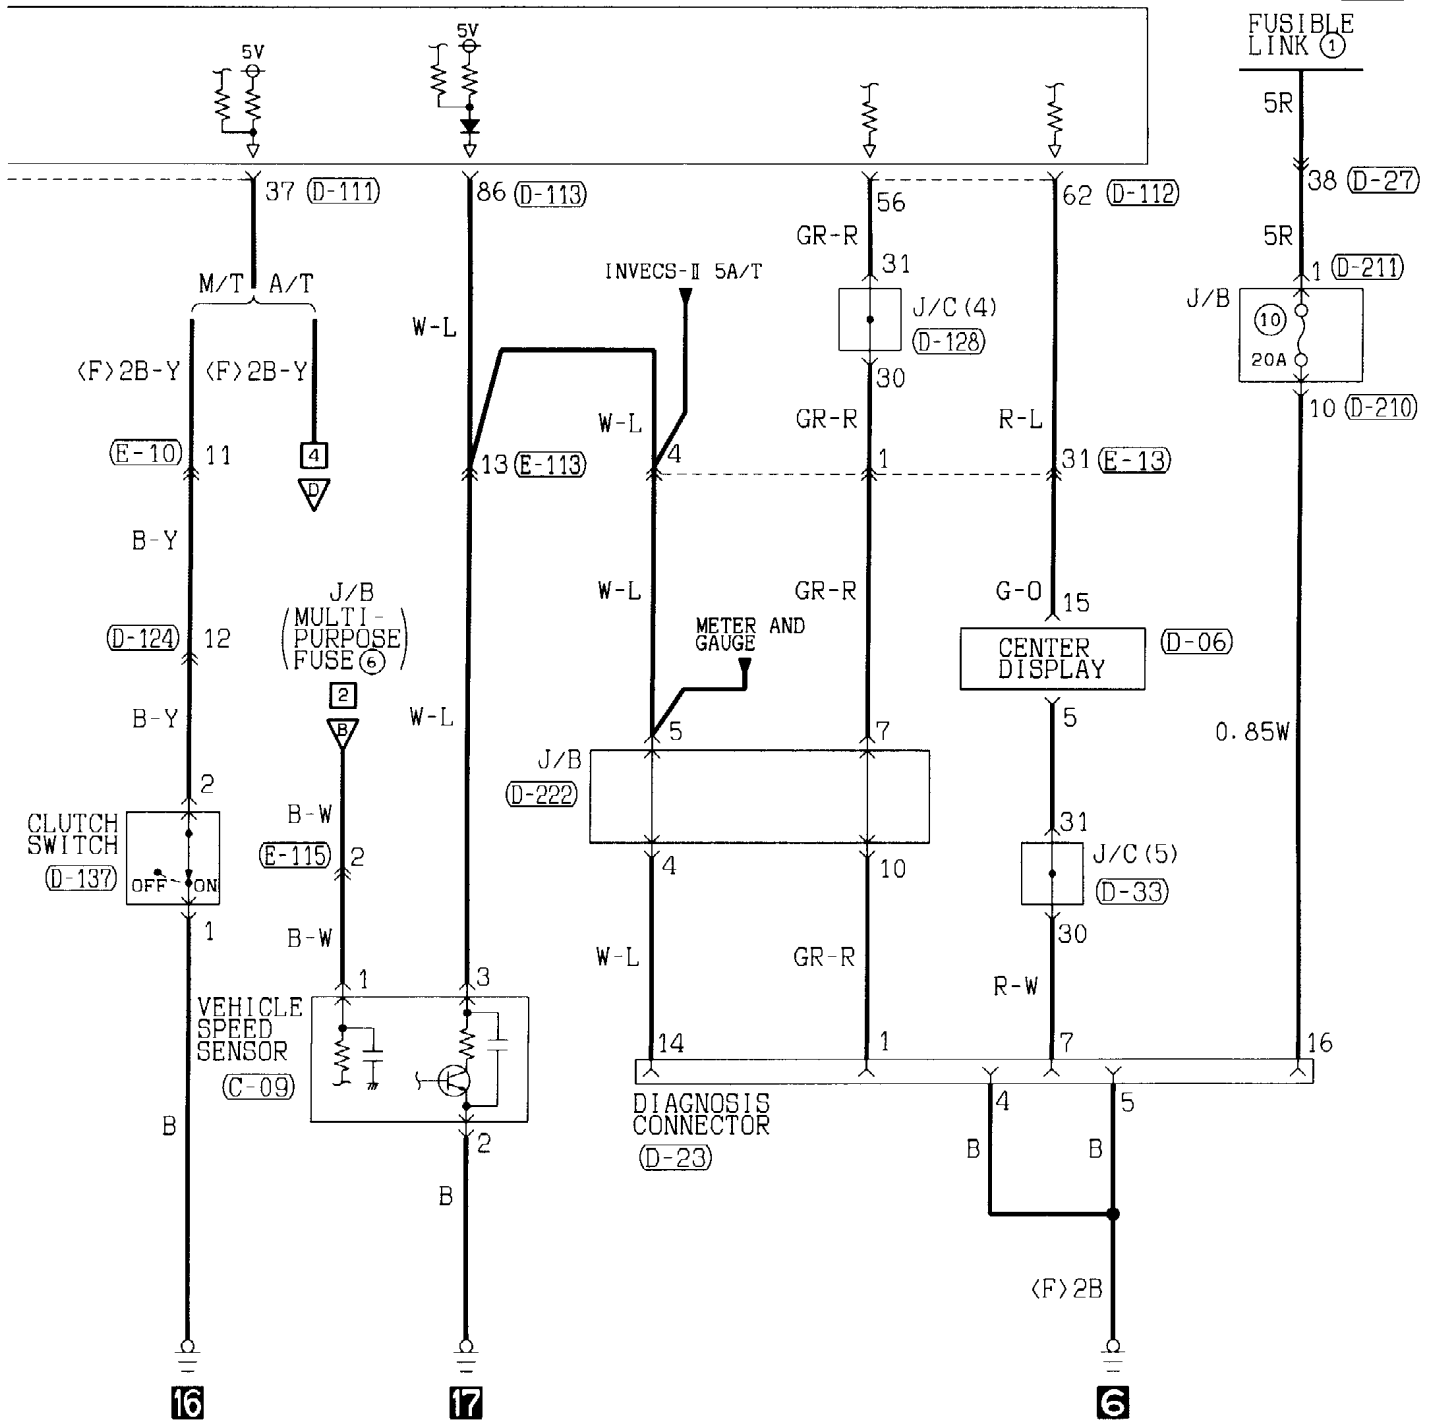 FUSIBLE
LINK ①
5V
5V
5R
37 (D-111)
86 (D-113)
56
62 (D-112)
38 (D-27)
GR-R
5R
31
1 (D-211)
M/T A/T
INVECS-Ⅱ 5A/T
J/B
J/C(4)
(D-128)
⑩
20A
W-L
30
<F>2B-Y
<F>2B-Y
10 (D-210)
W-L
GR-R
R-L
(E-10) 11
4
13 (E-113)
4
1
31 (E-13)
D
B-Y
W-L
GR-R
G-O
15
J/B
(MULTI-
PURPOSE
FUSE ⑥)
METER AND
GAUGE
(D-124) 12
CENTER
DISPLAY
(D-06)
2
B-Y
B
W-L
5
7
5
0.85W
J/B
(D-222)
2
B-W
CLUTCH
SWITCH
(D-137)
OFF
ON
(E-115) 2
31
J/C(5)
(D-33)
4
10
1
B-W
30
W-L
GR-R
R-W
1
3
VEHICLE
SPEED
SENSOR
(C-09)
14
1
7
16
DIAGNOSIS
CONNECTOR
(D-23)
4
5
B
2
B
B
B
<F>2B
16
17
6